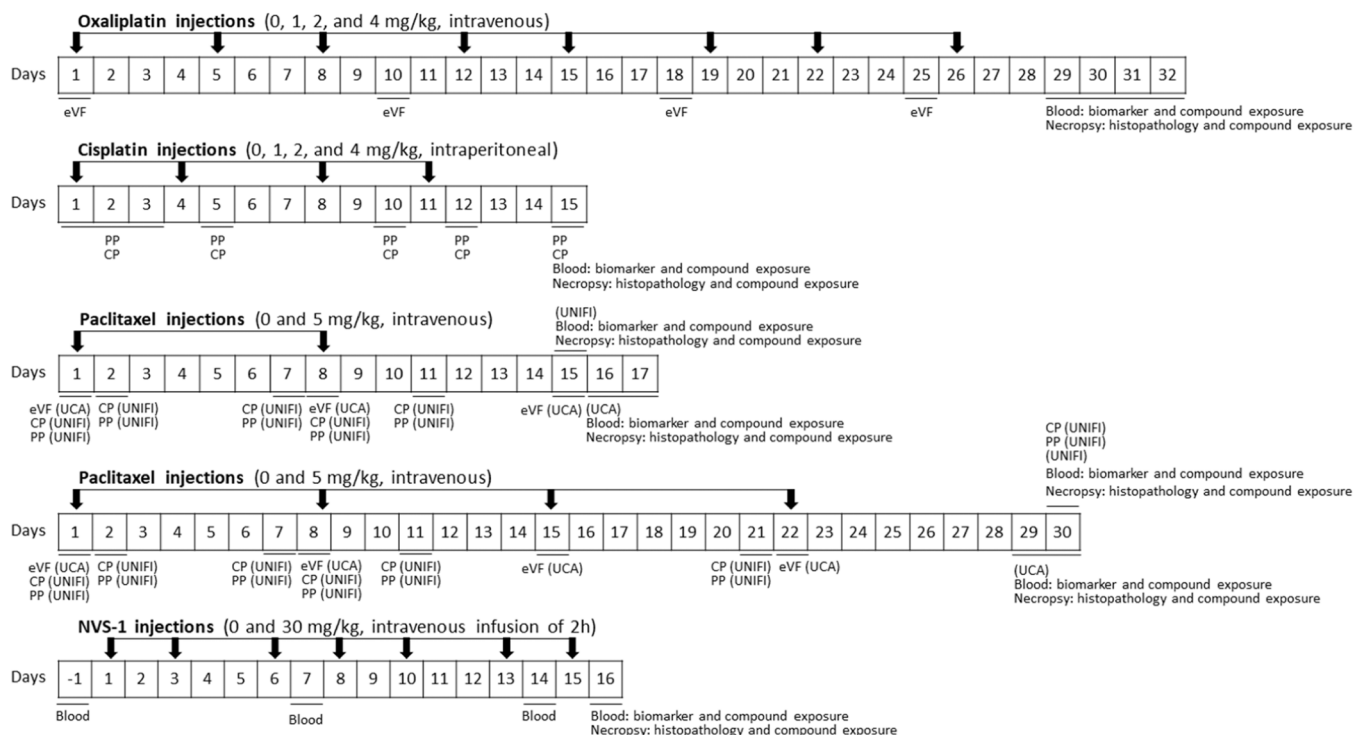 Oxaliplatin injections (0, 1, 2, and 4 mg/kg, intravenous)
Days 1 2 3 4 5 6 7 8 9 10 11 12 13 14 15 16 17 18 19 20 21 22 23 24 25 26 27 28 29 30 31 32
eVF eVF eVF eVF Blood: biomarker and compound exposure
Necropsy: histopathology and compound exposure
Cisplatin injections (0, 1, 2, and 4 mg/kg, intraperitoneal)
Days 1 2 3 4 5 6 7 8 9 10 11 12 13 14 15
PP PP PP PP PP
CP CP CP CP CP
Blood: biomarker and compound exposure
Necropsy: histopathology and compound exposure
Paclitaxel injections (0 and 5 mg/kg, intravenous)
(UNIFI)
Blood: biomarker and compound exposure
Necropsy: histopathology and compound exposure
Days 1 2 3 4 5 6 7 8 9 10 11 12 13 14 15 16 17
eVF (UCA) CP (UNIFI) CP (UNIFI) eVF (UCA) CP (UNIFI) eVF (UCA) (UCA)
CP (UNIFI) PP (UNIFI) PP (UNIFI) CP (UNIFI) PP (UNIFI) Blood: biomarker and compound exposure
PP (UNIFI) PP (UNIFI) Necropsy: histopathology and compound exposure
Paclitaxel injections (0 and 5 mg/kg, intravenous)
CP (UNIFI)
PP (UNIFI)
(UNIFI)
Blood: biomarker and compound exposure
Necropsy: histopathology and compound exposure
Days 1 2 3 4 5 6 7 8 9 10 11 12 13 14 15 16 17 18 19 20 21 22 23 24 25 26 27 28 29 30
eVF (UCA) CP (UNIFI) CP (UNIFI) eVF (UCA) CP (UNIFI) eVF (UCA) CP (UNIFI) eVF (UCA) (UCA)
CP (UNIFI) PP (UNIFI) PP (UNIFI) CP (UNIFI) PP (UNIFI) PP (UNIFI) Blood: biomarker and compound exposure
PP (UNIFI) PP (UNIFI) Necropsy: histopathology and compound exposure
NVS-1 injections (0 and 30 mg/kg, intravenous infusion of 2h)
Days -1 1 2 3 4 5 6 7 8 9 10 11 12 13 14 15 16
Blood Blood Blood Blood: biomarker and compound exposure
Necropsy: histopathology and compound exposure